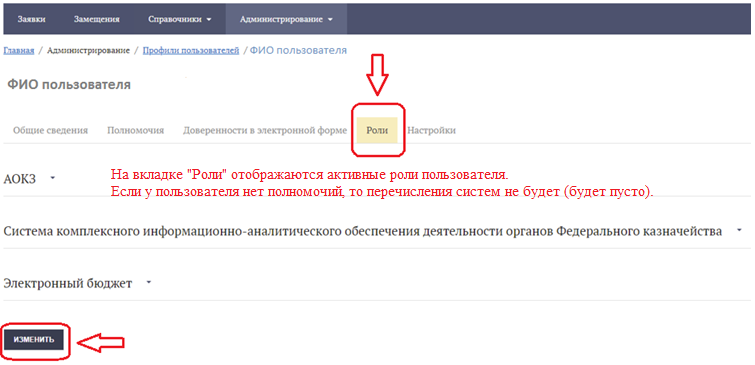 Заявки Замещения Справочники Администрирование
Главная / Администрирование / Профили пользователей / ФИО пользователя
ФИО пользователя
Общие сведения Полномочия Доверенности в электронной форме Роли Настройки
АОКЗ
На вкладке "Роли" отображаются активные роли пользователя.
Если у пользователя нет полномочий, то перечисления систем не будет (будет пусто).
Система комплексного информационно-аналитического обеспечения деятельности органов Федерального казначейства
Электронный бюджет
ИЗМЕНИТЬ